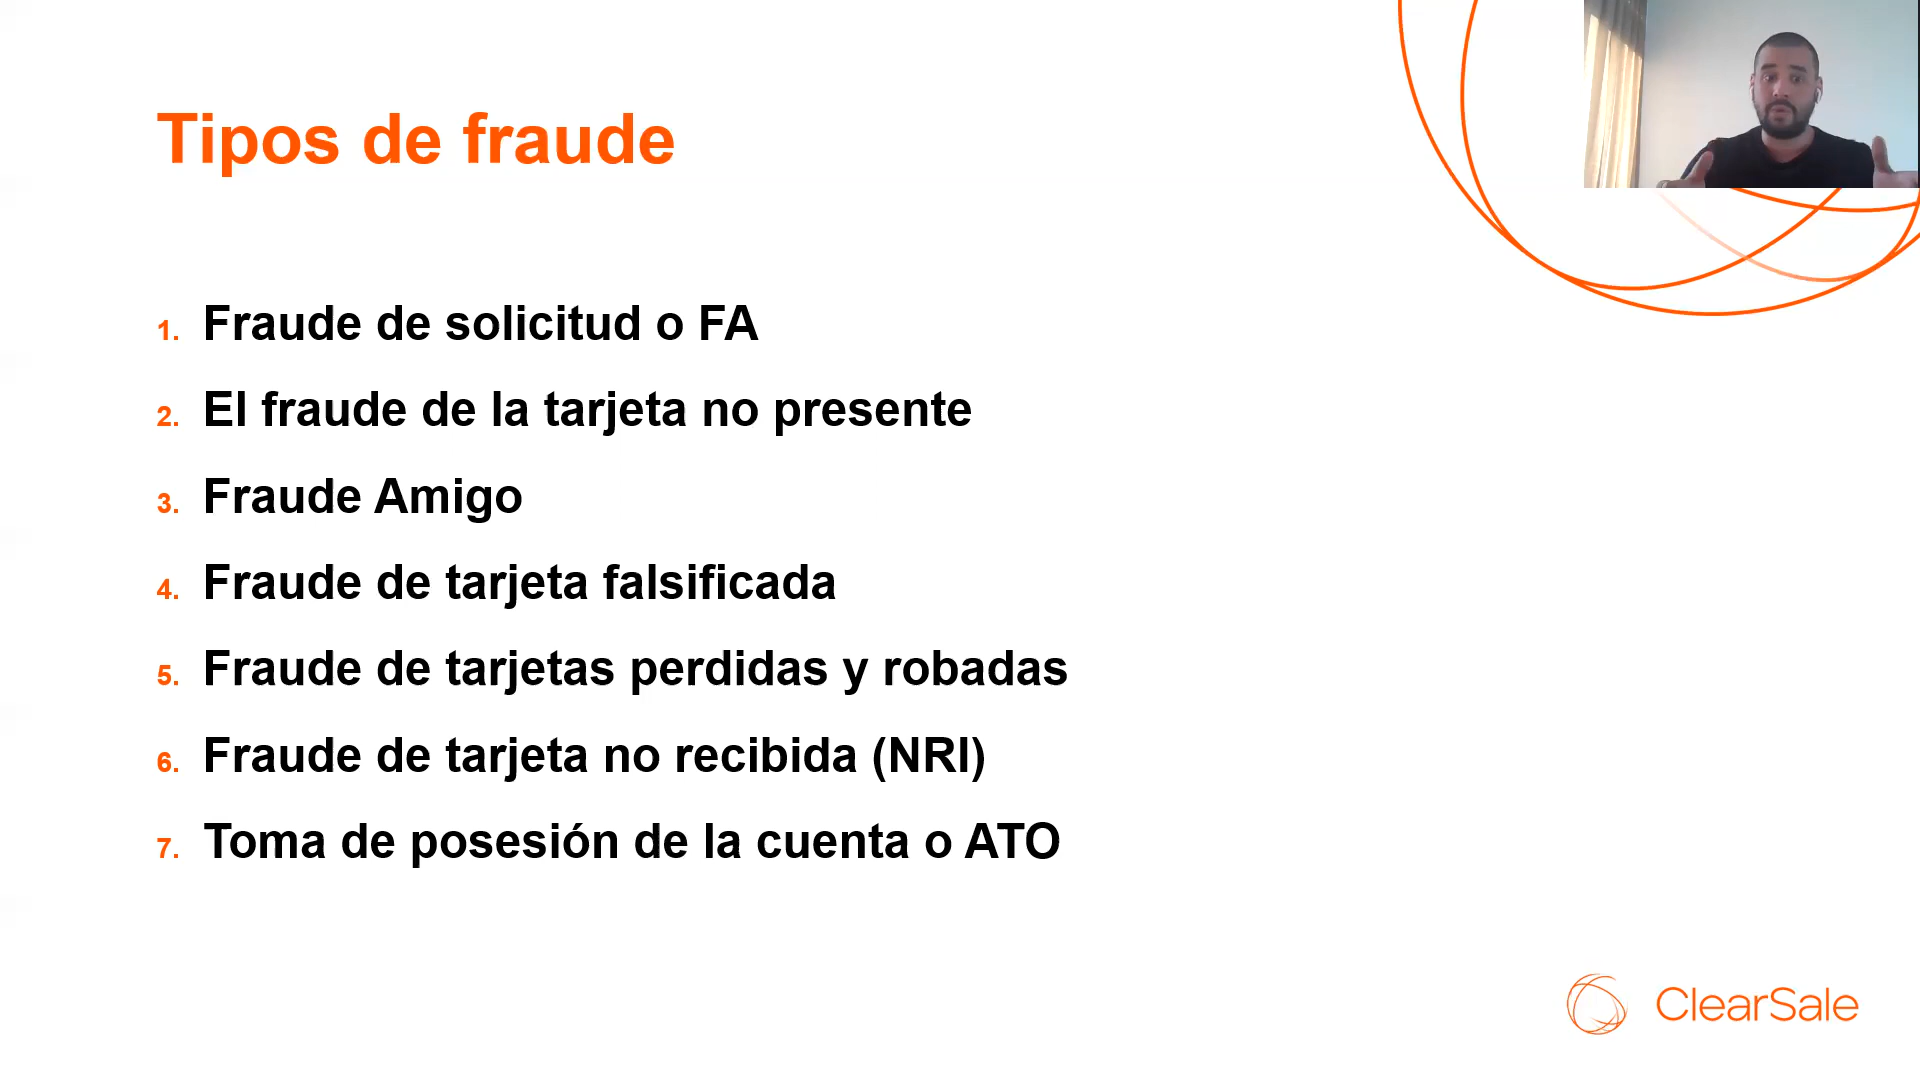 Tipos de fraude
1. Fraude de solicitud o FA
2. El fraude de la tarjeta no presente
3. Fraude Amigo
4. Fraude de tarjeta falsificada
5. Fraude de tarjetas perdidas y robadas
6. Fraude de tarjeta no recibida (NRI)
7. Toma de posesión de la cuenta o ATO
ClearSale